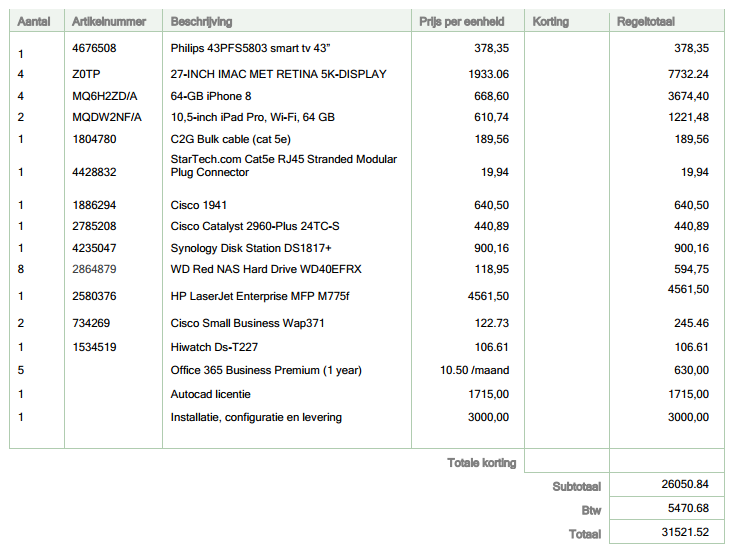 Aantal Artikelnummer Beschrijving Prijs per eenheid Korting Regeltotaal
1 4676508 Philips 43PFS5803 smart tv 43” 378,35 378,35
4 Z0TP 27-INCH IMAC MET RETINA 5K-DISPLAY 1933.06 7732.24
4 MQ6H2ZD/A 64-GB iPhone 8 668,60 3674,40
2 MQDW2NF/A 10,5-inch iPad Pro, Wi-Fi, 64 GB 610,74 1221,48
1 1804780 C2G Bulk cable (cat 5e) 189,56 189,56
StarTech.com Cat5e RJ45 Stranded Modular
1 4428832 Plug Connector 19,94 19,94
1 1886294 Cisco 1941 640,50 640,50
1 2785208 Cisco Catalyst 2960-Plus 24TC-S 440,89 440,89
1 4235047 Synology Disk Station DS1817+ 900,16 900,16
8 2864879 WD Red NAS Hard Drive WD40EFRX 118,95 594,75
1 2580376 HP LaserJet Enterprise MFP M775f 4561,50 4561,50
2 734269 Cisco Small Business Wap371 122.73 245.46
1 1534519 Hiwatch Ds-T227 106.61 106.61
5 Office 365 Business Premium (1 year) 10.50 /maand 630,00
1 Autocad licentie 1715,00 1715,00
1 Installatie, configuratie en levering 3000,00 3000,00
Totale korting
Subtotaal 26050.84
Btw 5470.68
Totaal 31521.52